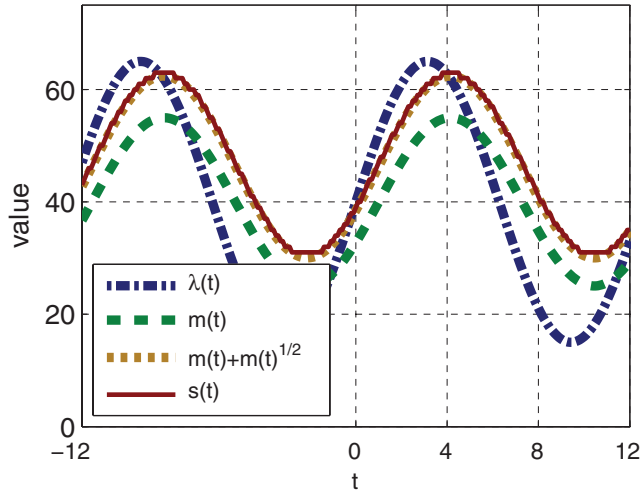 60
40
20
0
value
λ(t)
m(t)
m(t)+m(t)^{1/2}
s(t)
−12 0 4 8 12
t